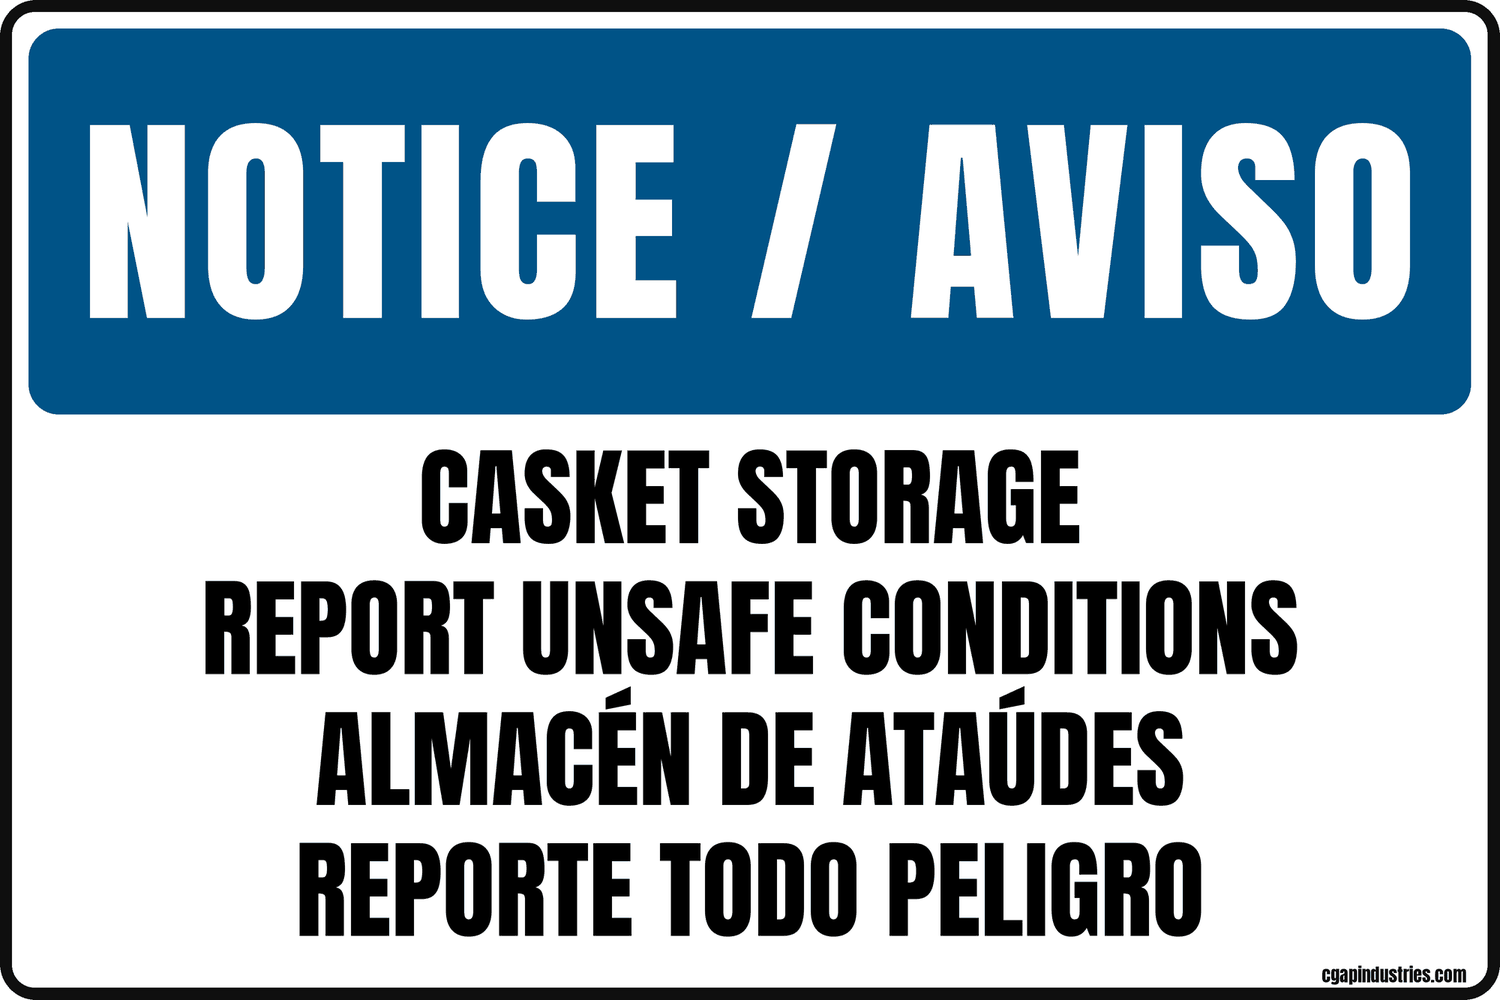 NOTICE / AVISO
CASKET STORAGE
REPORT UNSAFE CONDITIONS
ALMACÉN DE ATAÚDES
REPORTE TODO PELIGRO
cgapindustries.com